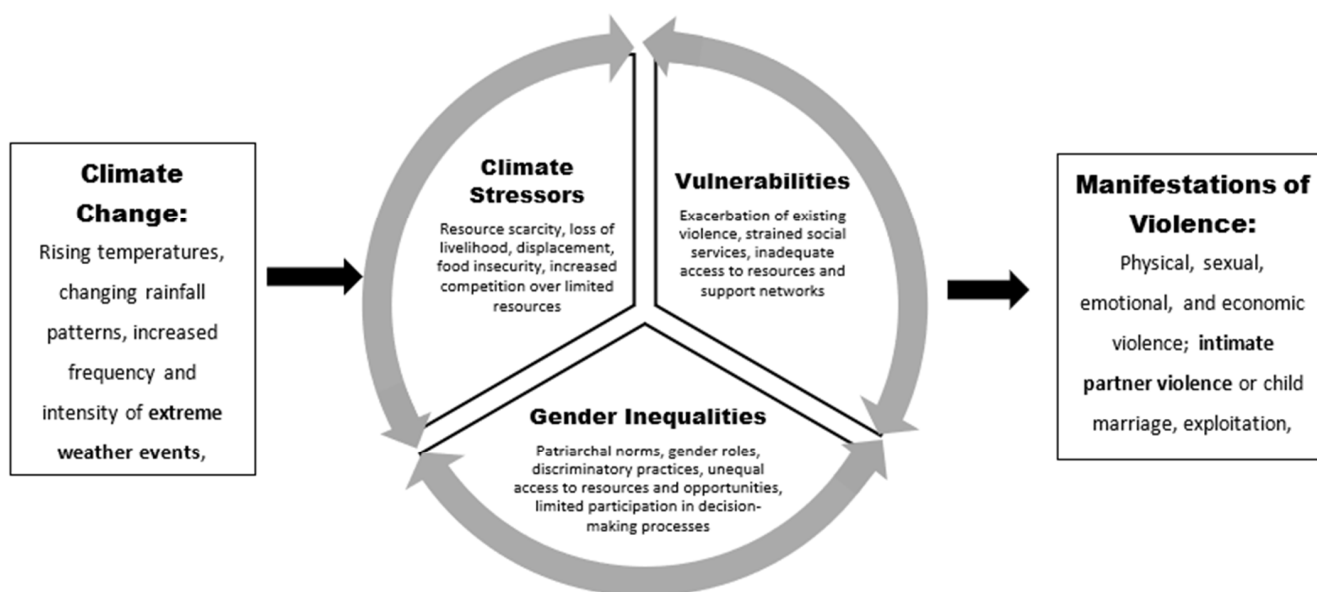 Climate
Change:
Rising temperatures,
changing rainfall
patterns, increased
frequency and
intensity of extreme
weather events,
Climate
Stressors
Resource scarcity, loss of
livelihood, displacement,
food insecurity, increased
competition over limited
resources
Vulnerabilities
Exacerbation of existing
violence, strained social
services, inadequate
access to resources and
support networks
Gender Inequalities
Patriarchal norms, gender roles,
discriminatory practices, unequal
access to resources and opportunities,
limited participation in decision-
making processes
Manifestations of
Violence:
Physical, sexual,
emotional, and economic
violence; intimate
partner violence or child
marriage, exploitation,